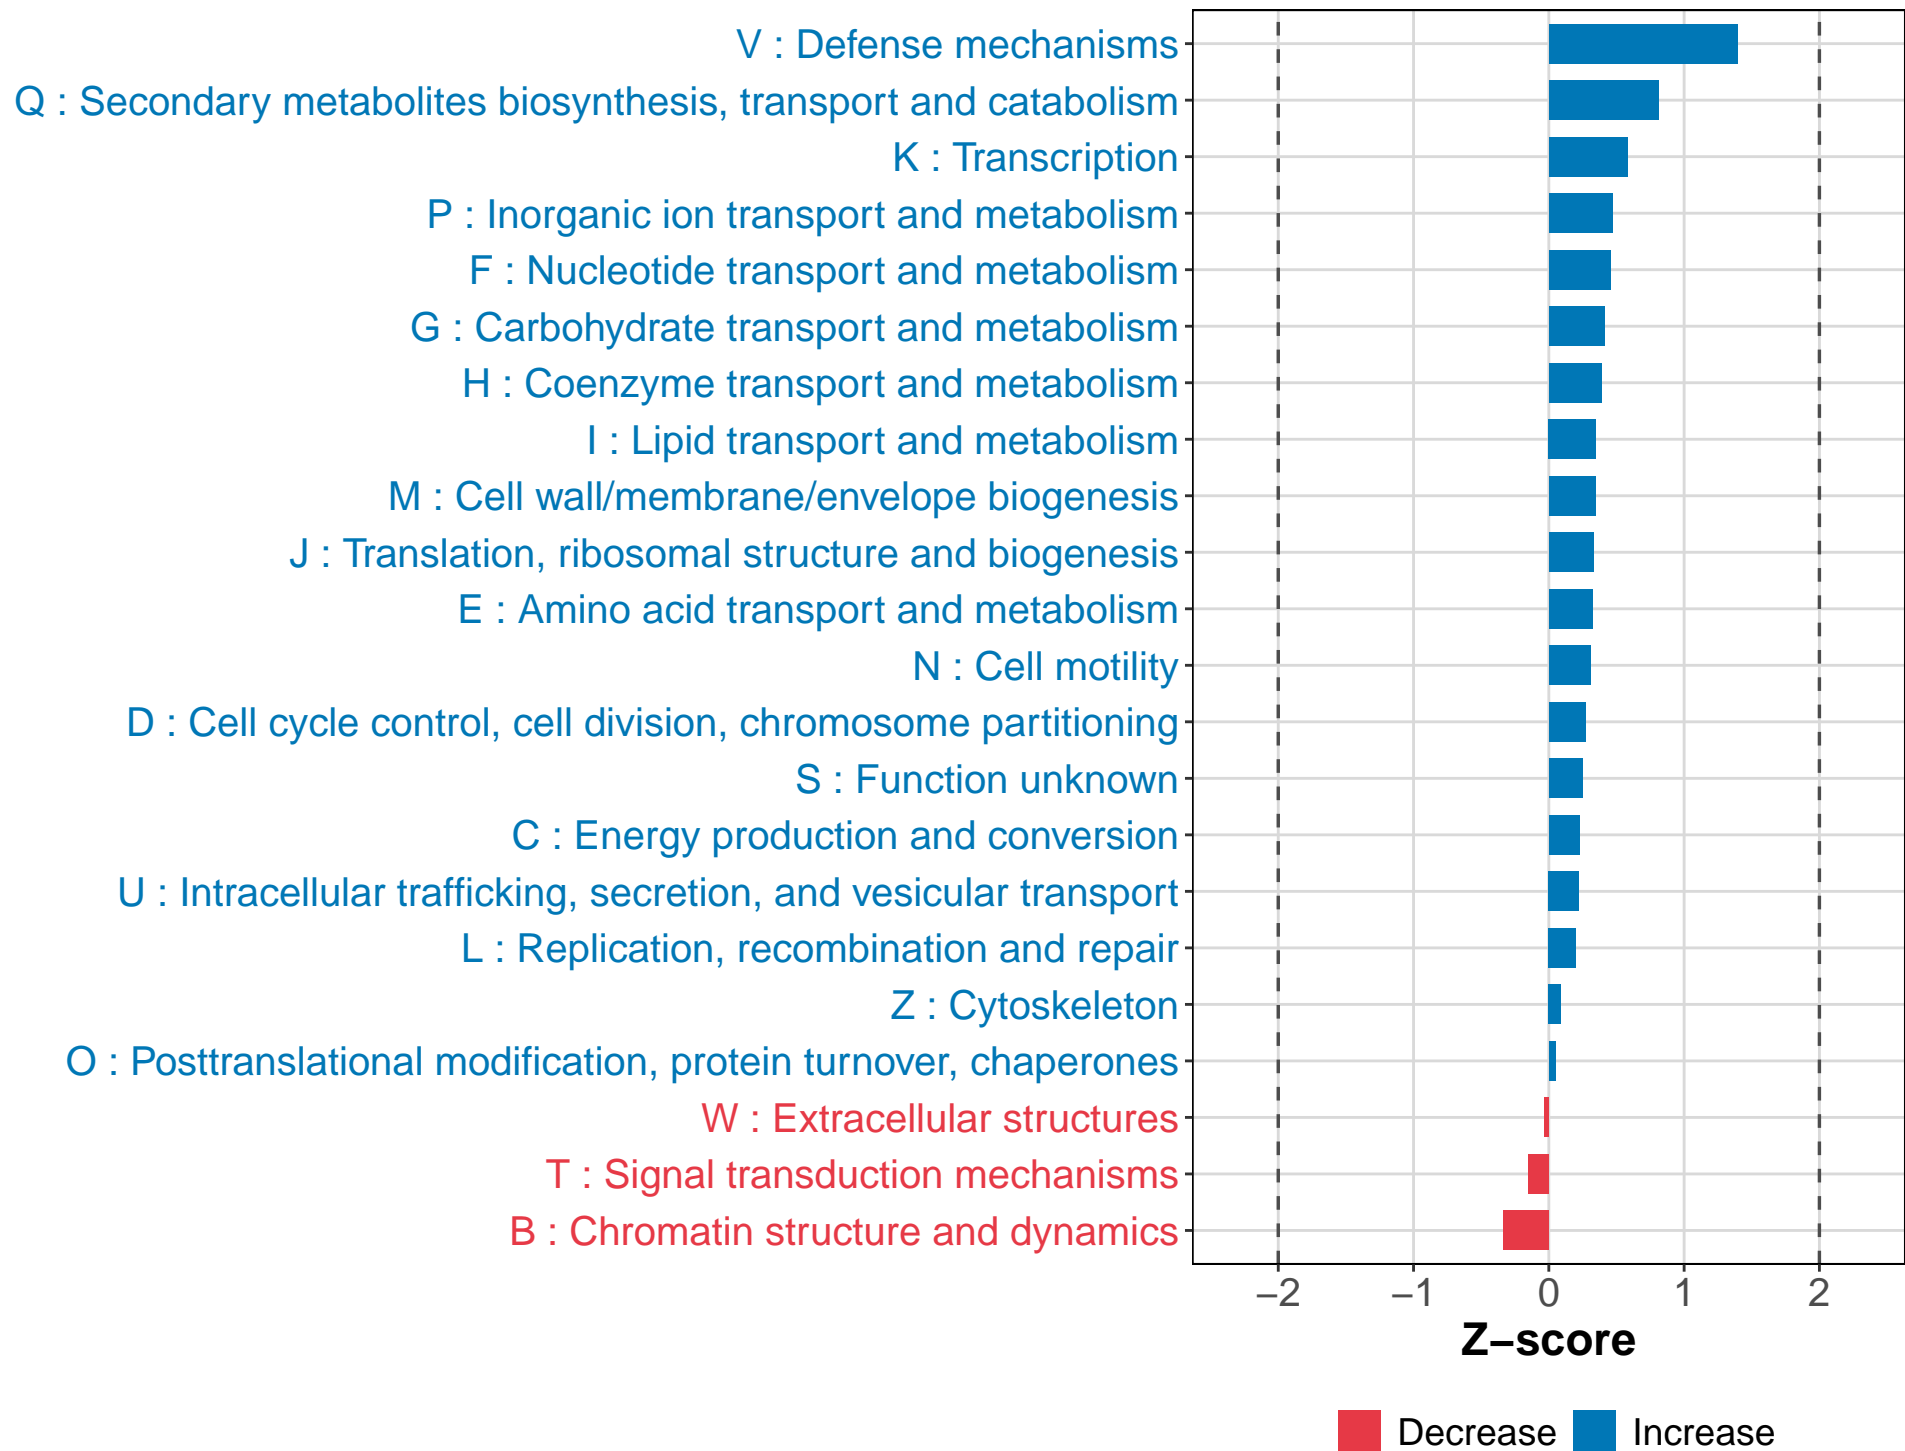 V : Defense mechanisms
Q : Secondary metabolites biosynthesis, transport and catabolism
K : Transcription
P : Inorganic ion transport and metabolism
F : Nucleotide transport and metabolism
G : Carbohydrate transport and metabolism
H : Coenzyme transport and metabolism
I : Lipid transport and metabolism
M : Cell wall/membrane/envelope biogenesis
J : Translation, ribosomal structure and biogenesis
E : Amino acid transport and metabolism
N : Cell motility
D : Cell cycle control, cell division, chromosome partitioning
S : Function unknown
C : Energy production and conversion
U : Intracellular trafficking, secretion, and vesicular transport
L : Replication, recombination and repair
Z : Cytoskeleton
O : Posttranslational modification, protein turnover, chaperones
W : Extracellular structures
T : Signal transduction mechanisms
B : Chromatin structure and dynamics
−2 −1 0 1 2
Z−score
Decrease Increase